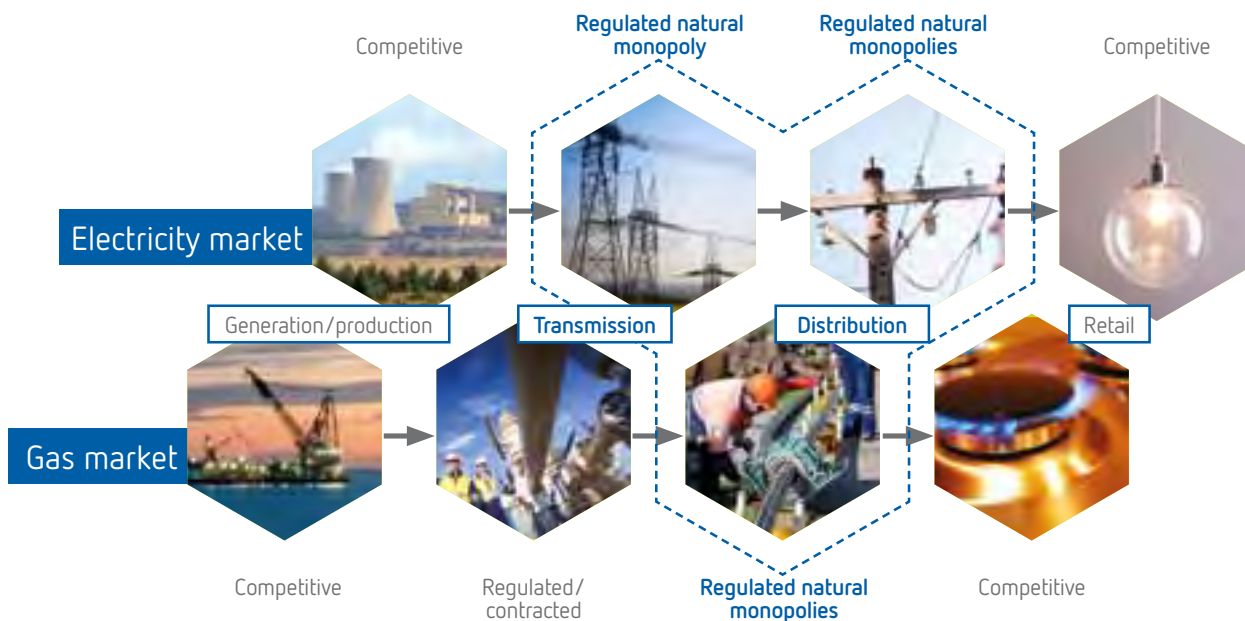 Competitive
Regulated natural
monopoly
Regulated natural
monopolies
Competitive
Electricity market
Generation/production
Transmission
Distribution
Retail
Gas market
Competitive
Regulated/
contracted
Regulated natural
monopolies
Competitive